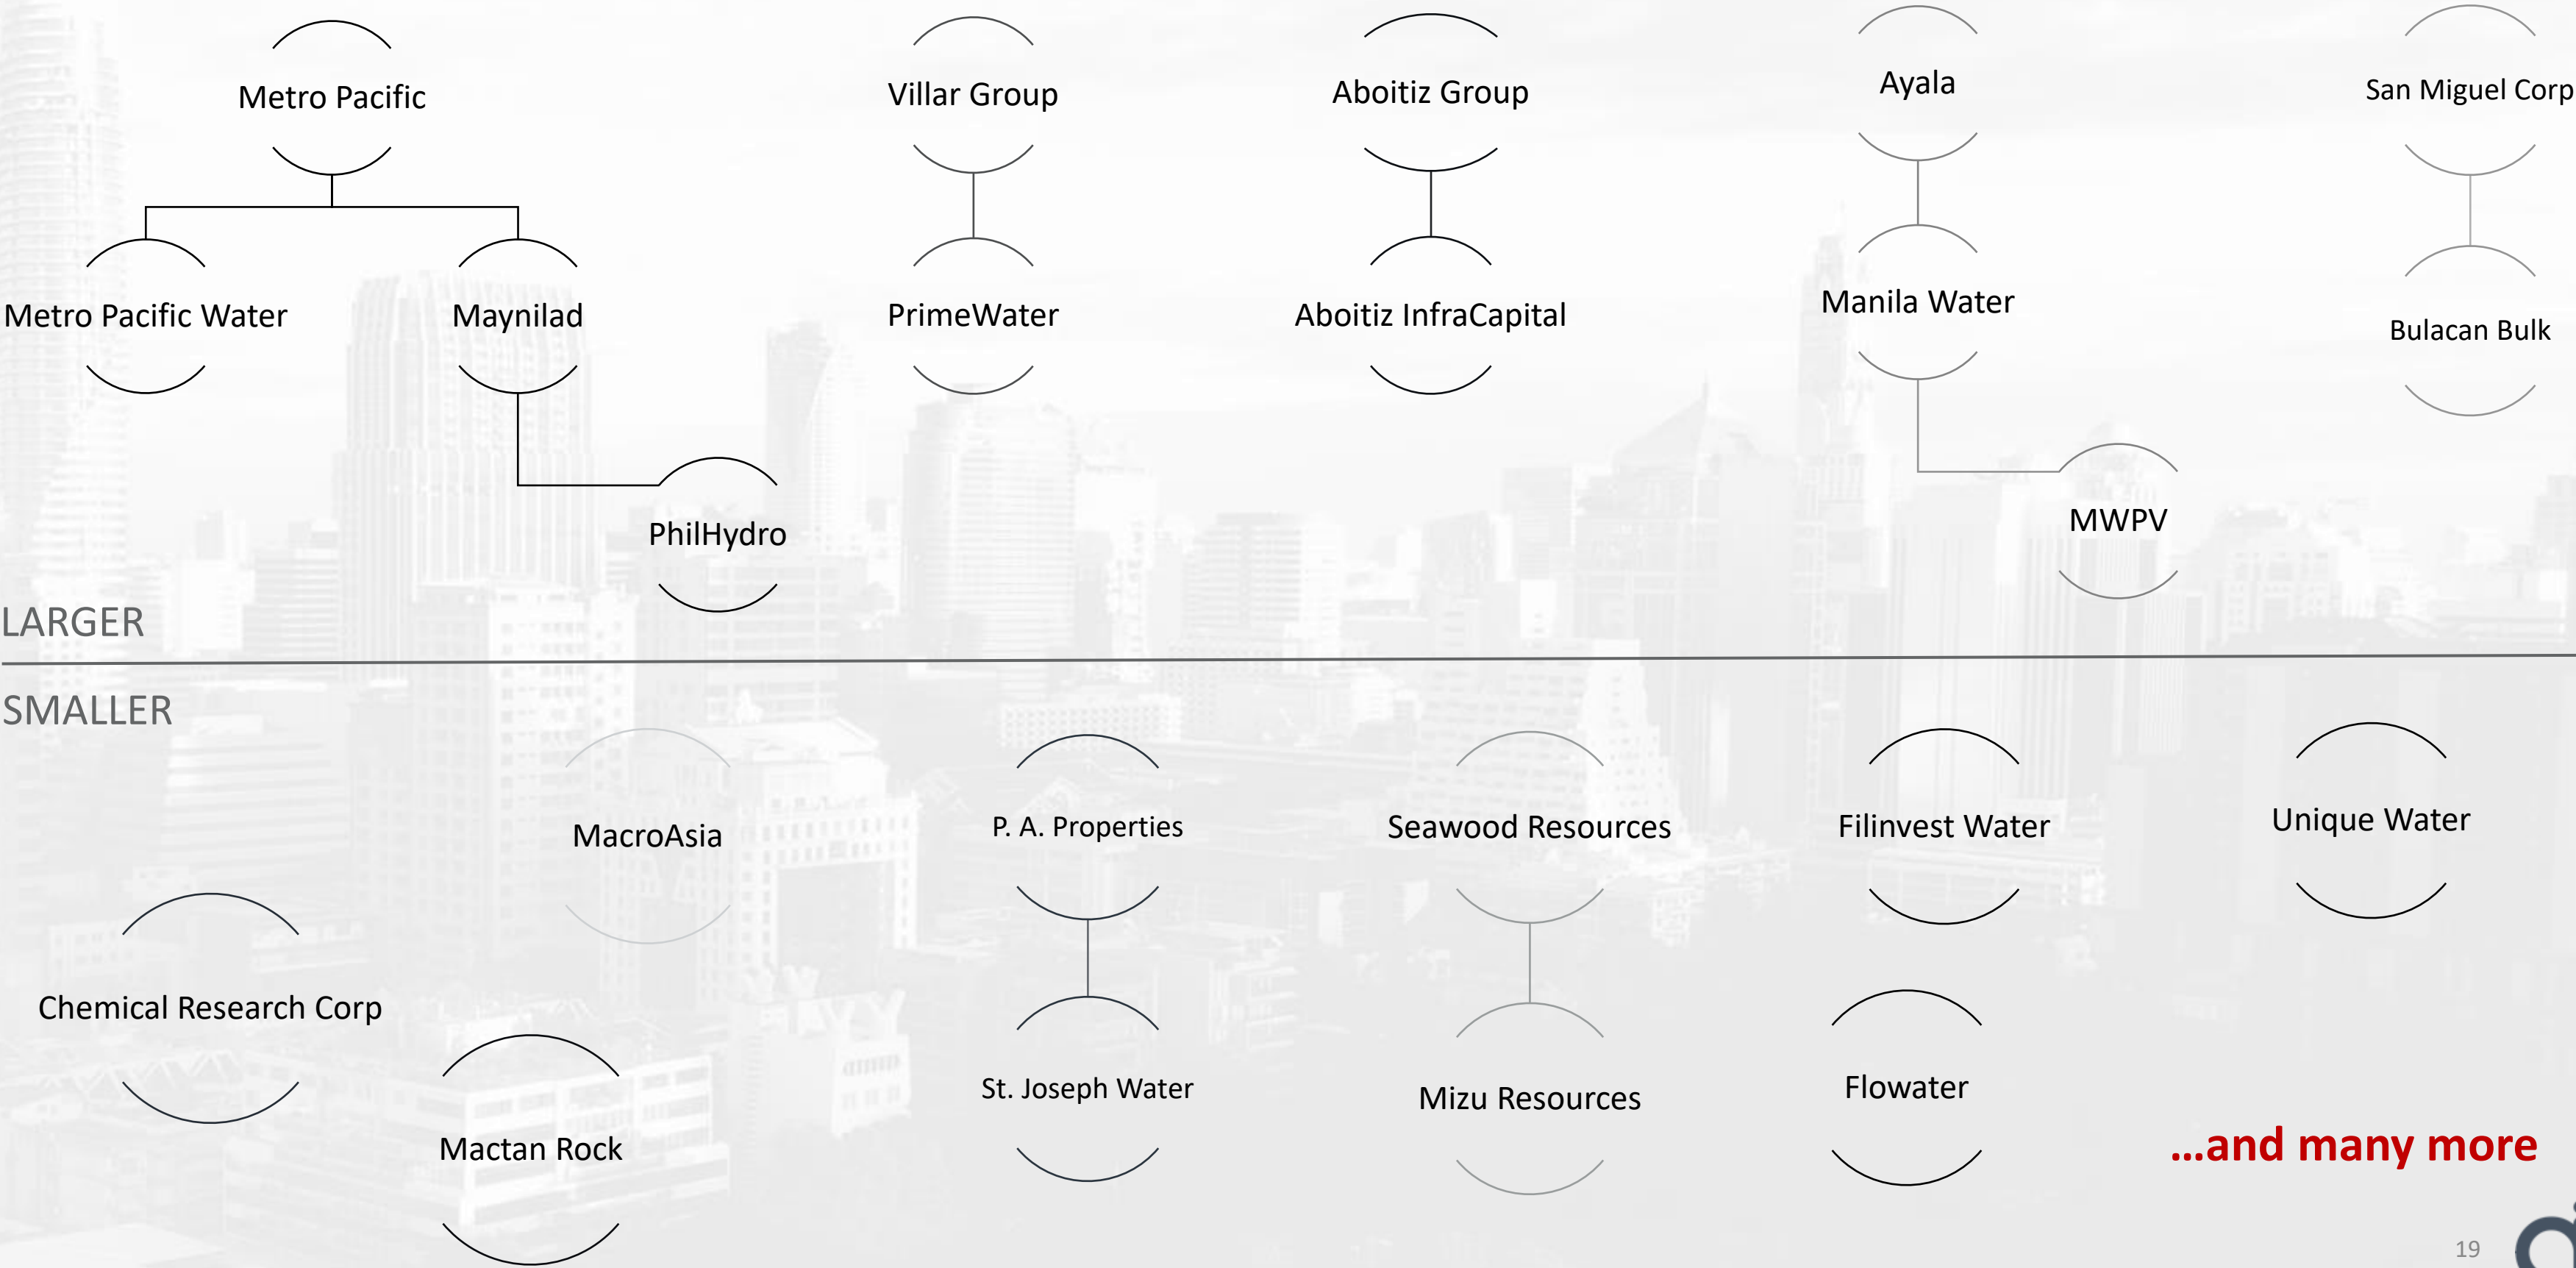 Metro Pacific
Villar Group
Aboitiz Group
Ayala
San Miguel Corp
Metro Pacific Water
Maynilad
PrimeWater
Aboitiz InfraCapital
Manila Water
Bulacan Bulk
PhilHydro
MWPV
LARGER
SMALLER
MacroAsia
P. A. Properties
Seawood Resources
Filinvest Water
Unique Water
Chemical Research Corp
Mactan Rock
St. Joseph Water
Mizu Resources
Flowater
...and many more
19